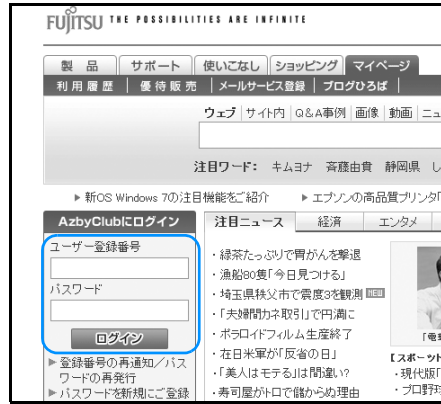 FUJITSU THE POSSIBILITIES ARE INFINITE
製 品 サポート 使いこなし ショッピング マイページ
利用履歴 優待販売 メールサービス登録 ブログひろば
ウェブ サイト内 Q&A事例 画像 動画 ニュ
注目ワード: キムヨナ 斉藤由貴 静岡県 し
▶ 新OS Windows 7の注目機能をご紹介 ▶ エプソンの高品質プリンタ「
AzbyClubにログイン 注目ニュース 経済 エンタメ
ユーザー登録番号
パスワード
ログイン
▶ 登録番号の再通知/パス
ワードの再発行
▶ パスワードを新規にご登録
・緑茶たっぷりで胃がんを撃退
・漁船80隻「今日見つける」
・埼玉県秩父市で震度3を観測 NEW
・「夫婦間カネ取引」で円満に
・ポラロイドフィルム生産終了
・在日米軍が「反省の日」
・「美人はモテる」は間違い?
・寿司屋がトロで儲からぬ理由
「電
【スポーツ
・現代版「
・プロ野球